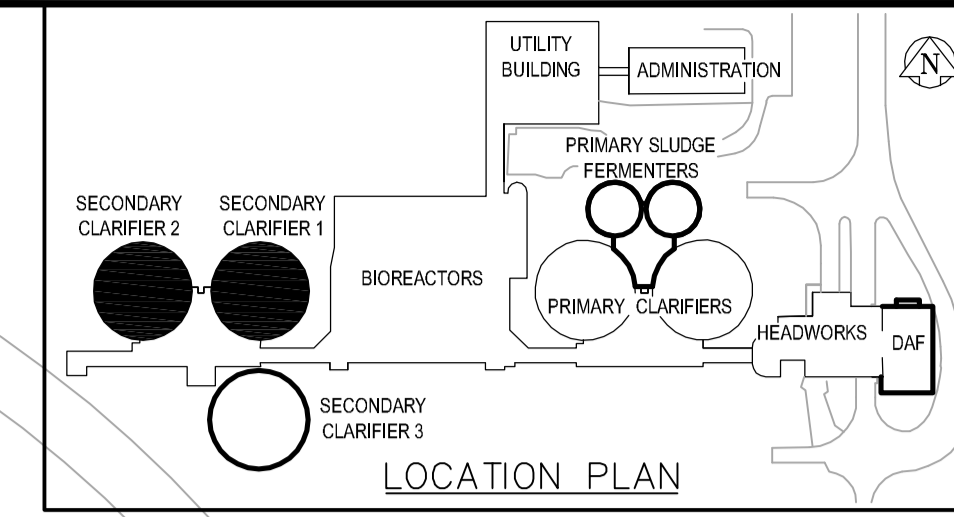 UTILITY
BUILDING
ADMINISTRATION
N
PRIMARY SLUDGE
FERMENTERS
SECONDARY
CLARIFIER 2
SECONDARY
CLARIFIER 1
BIOREACTORS
PRIMARY CLARIFIERS
HEADWORKS
DAF
SECONDARY
CLARIFIER 3
LOCATION PLAN